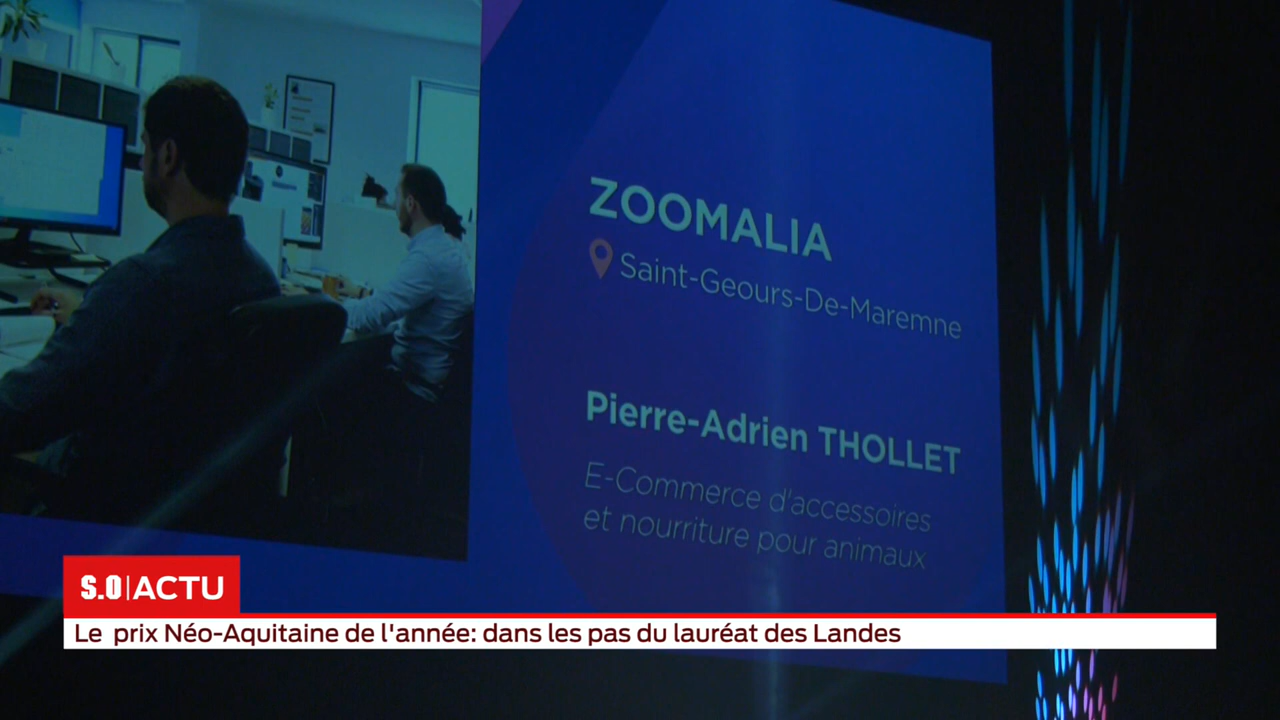 ZOOMALIA
Saint-Geours-De-Maremne
Pierre-Adrien THOLLET
E-Commerce d'accessoires
et nourriture pour animaux
S.O|ACTU
Le prix Néo-Aquitaine de l'année: dans les pas du lauréat des Landes